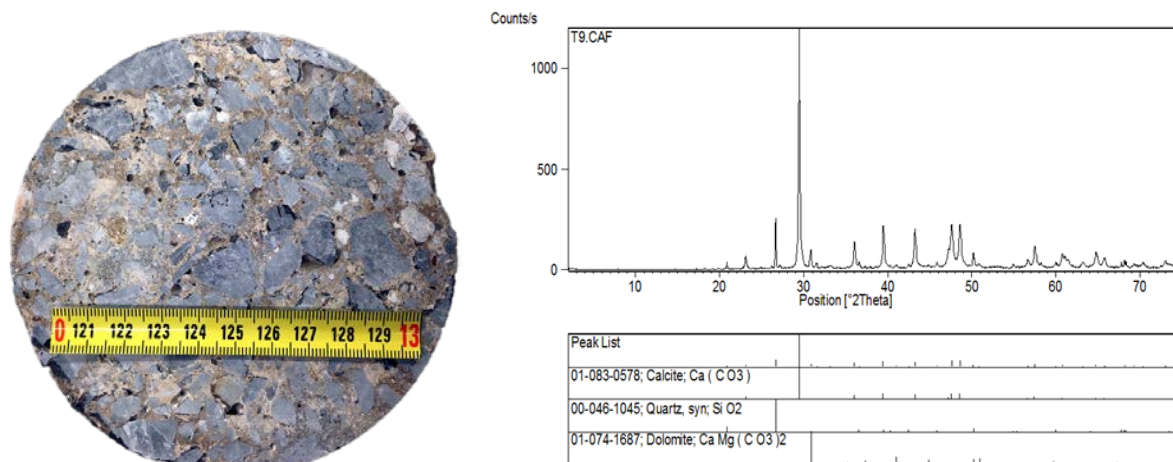 Counts/s
T9.CAF
1000
500
0
10 20 30 40 50 60 70
Position [°2Theta]
0 121 122 123 124 125 126 127 128 129 13
Peak List
01-083-0578; Calcite; Ca ( C O3 )
00-046-1045; Quartz, syn; Si O2
01-074-1687; Dolomite; Ca Mg ( C O3 )2